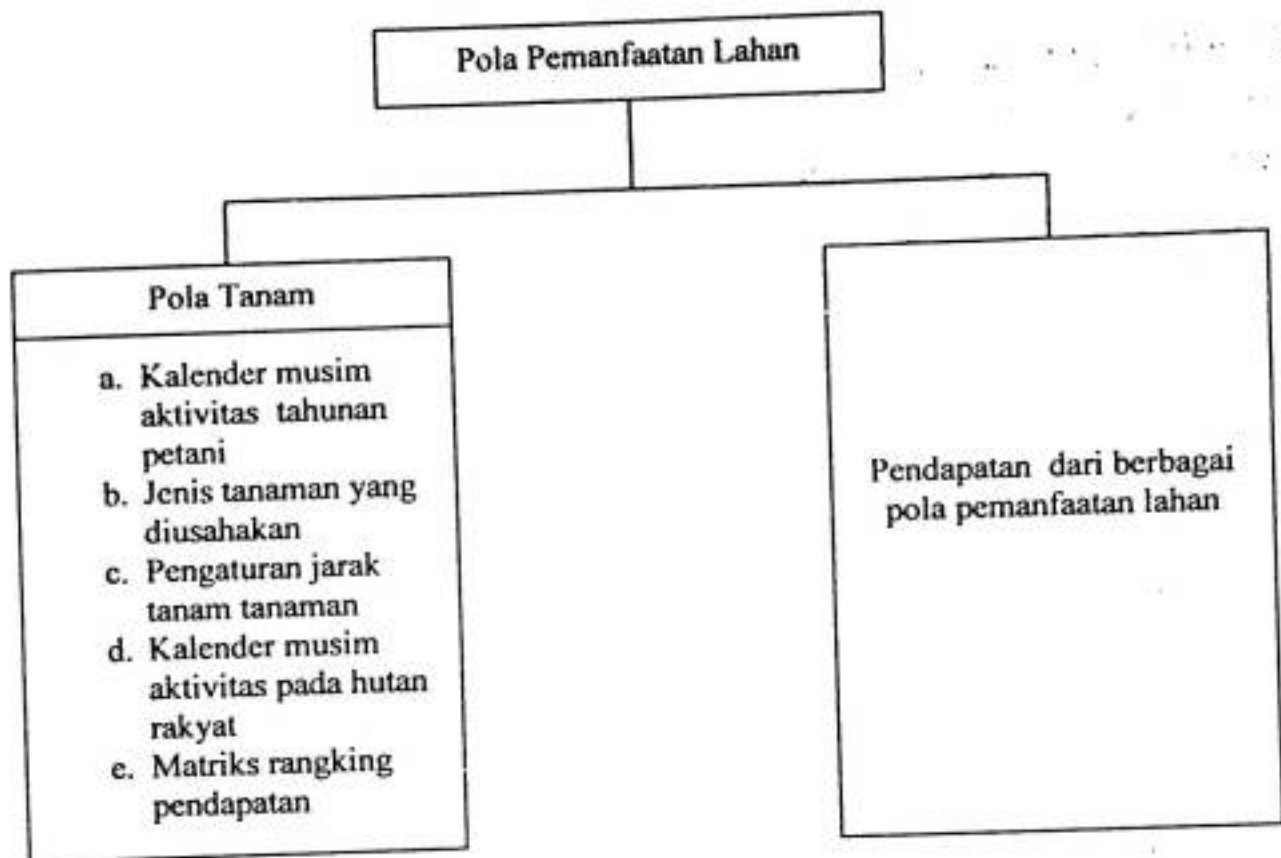 Pola Pemanfaatan Lahan
Pola Tanam
a. Kalender musim
aktivitas tahunan
petani
b. Jenis tanaman yang
diusahakan
c. Pengaturan jarak
tanam tanaman
d. Kalender musim
aktivitas pada hutan
rakyat
e. Matriks rangking
pendapatan
Pendapatan dari berbagai
pola pemanfaatan lahan